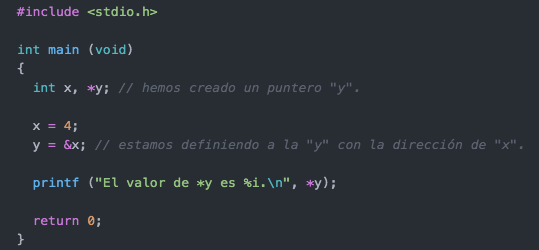 #include <stdio.h>
int main (void)
{
int x, *y; // hemos creado un puntero "y".
x = 4;
y = &x; // estamos definiendo a la "y" con la dirección de "x".
printf ("El valor de *y es %i.\n", *y);
return 0;
}